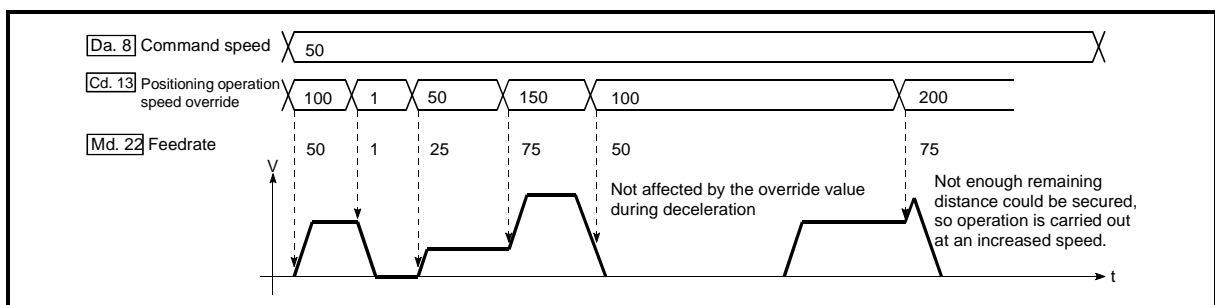 Da. 8 Command speed
50
Cd. 13 Positioning operation
speed override
100 1 50 150 100 200
Md. 22 Feedrate
50 1 25 75 50 75
V
Not affected by the override value
during deceleration
Not enough remaining
distance could be secured,
so operation is carried out
at an increased speed.
t